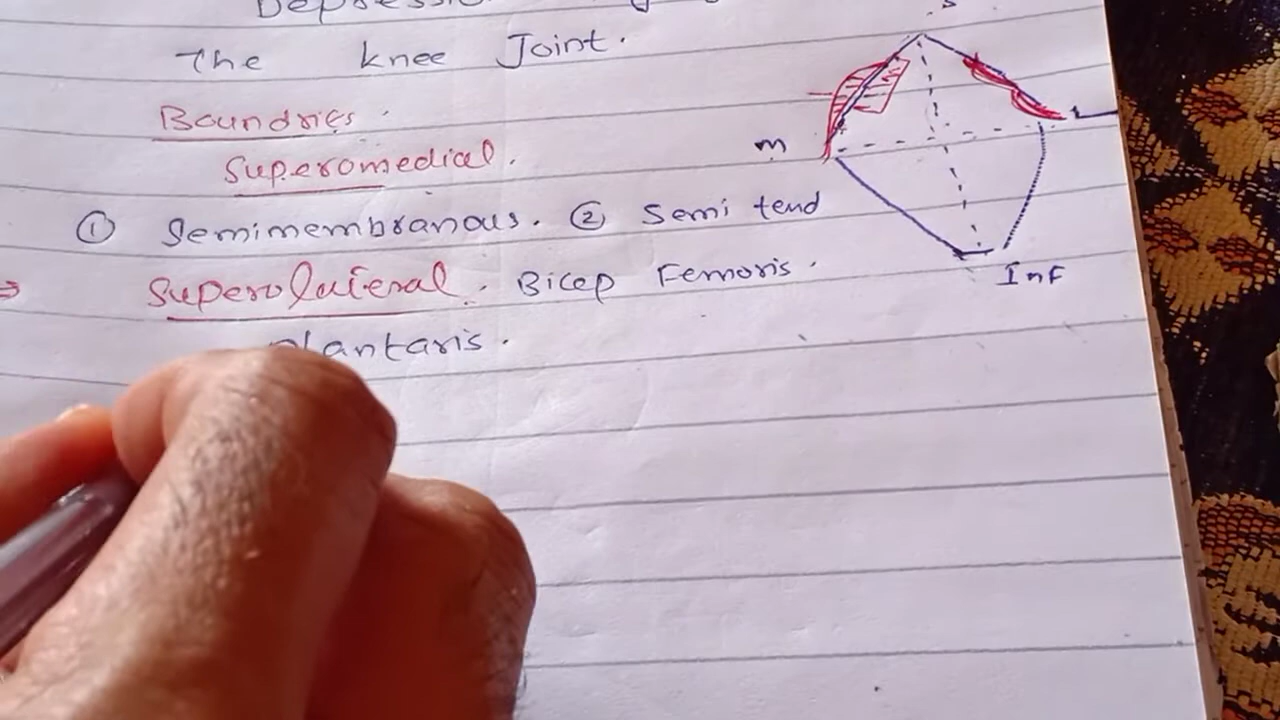 The knee Joint.
Boundries.
Superomedial.
① Semimembranous. ② Semi tend
⇒ Superolateral. Bicep Femoris.
plantaris.
S
m
L
Inf